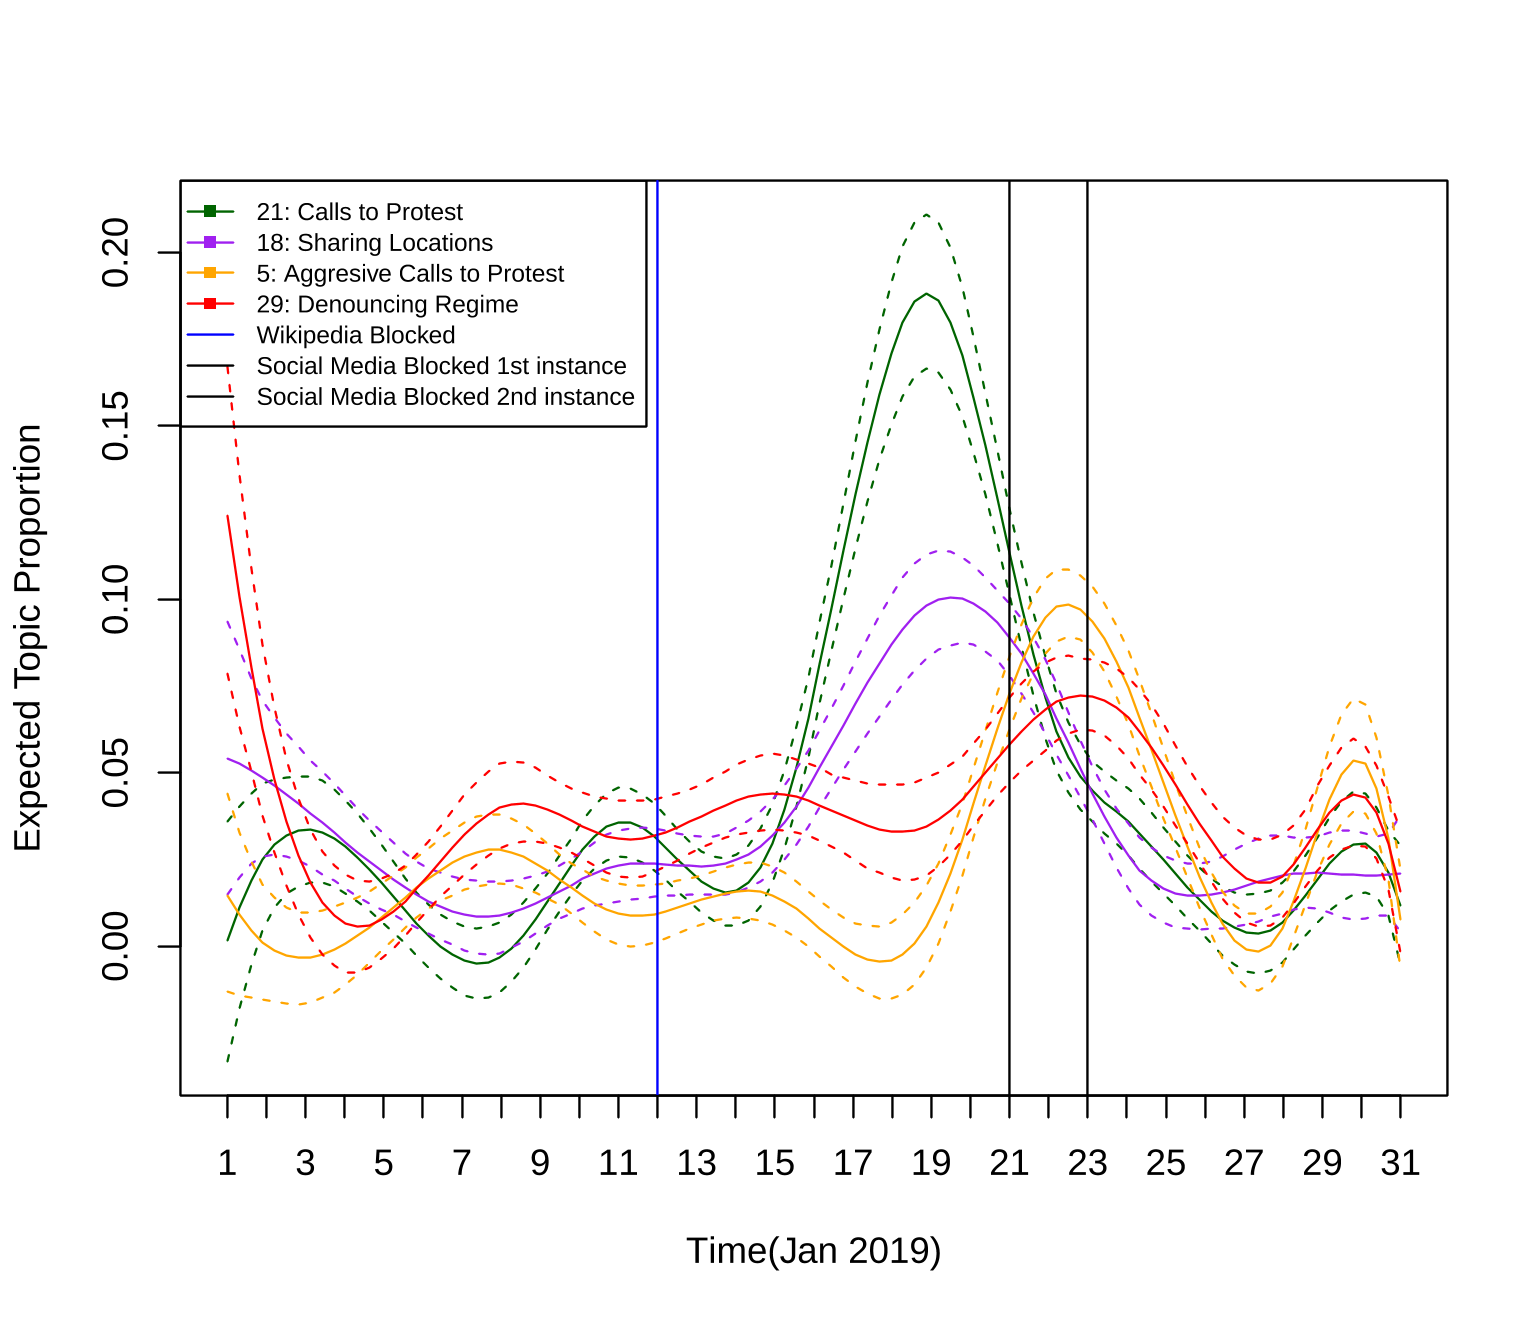 21: Calls to Protest
18: Sharing Locations
5: Aggresive Calls to Protest
29: Denouncing Regime
Wikipedia Blocked
Social Media Blocked 1st instance
Social Media Blocked 2nd instance
Expected Topic Proportion
0.20
0.15
0.10
0.05
0.00
1 3 5 7 9 11 13 15 17 19 21 23 25 27 29 31
Time(Jan 2019)